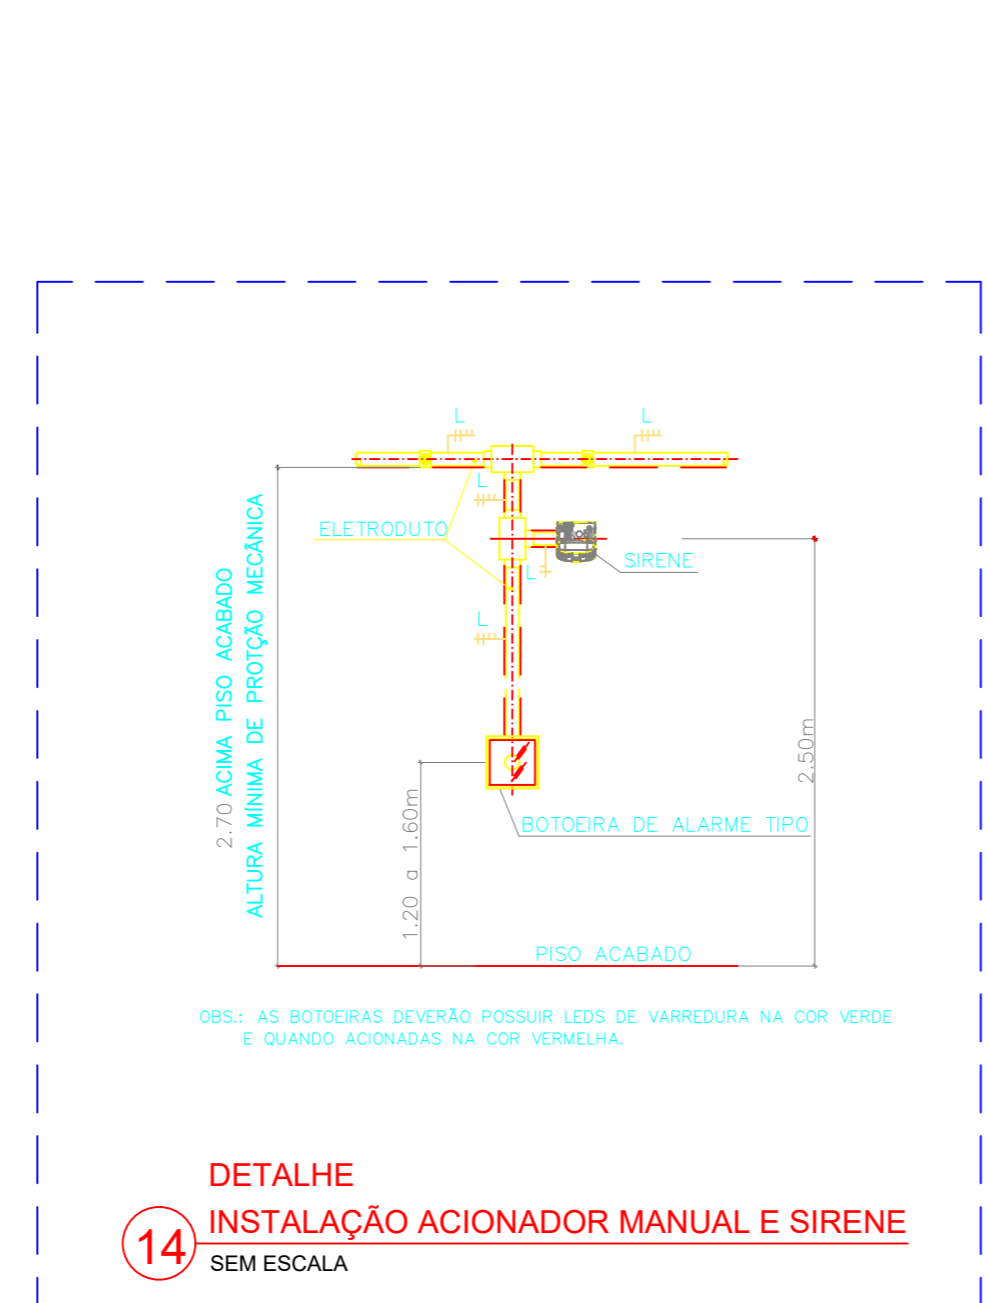 L
L
L
ELETRODUTO
L
SIRENE
L
2.70 ACIMA PISO ACABADO
ALTURA MÍNIMA DE PROTÇÃO MECÂNICA
2.50m
1.20 a 1.60m
BOTOEIRA DE ALARME TIPO
PISO ACABADO
OBS.: AS BOTOEIRAS DEVERÃO POSSUIR LEDS DE VARREDURA NA COR VERDE
E QUANDO ACIONADAS NA COR VERMELHA.
DETALHE
14 INSTALAÇÃO ACIONADOR MANUAL E SIRENE
SEM ESCALA